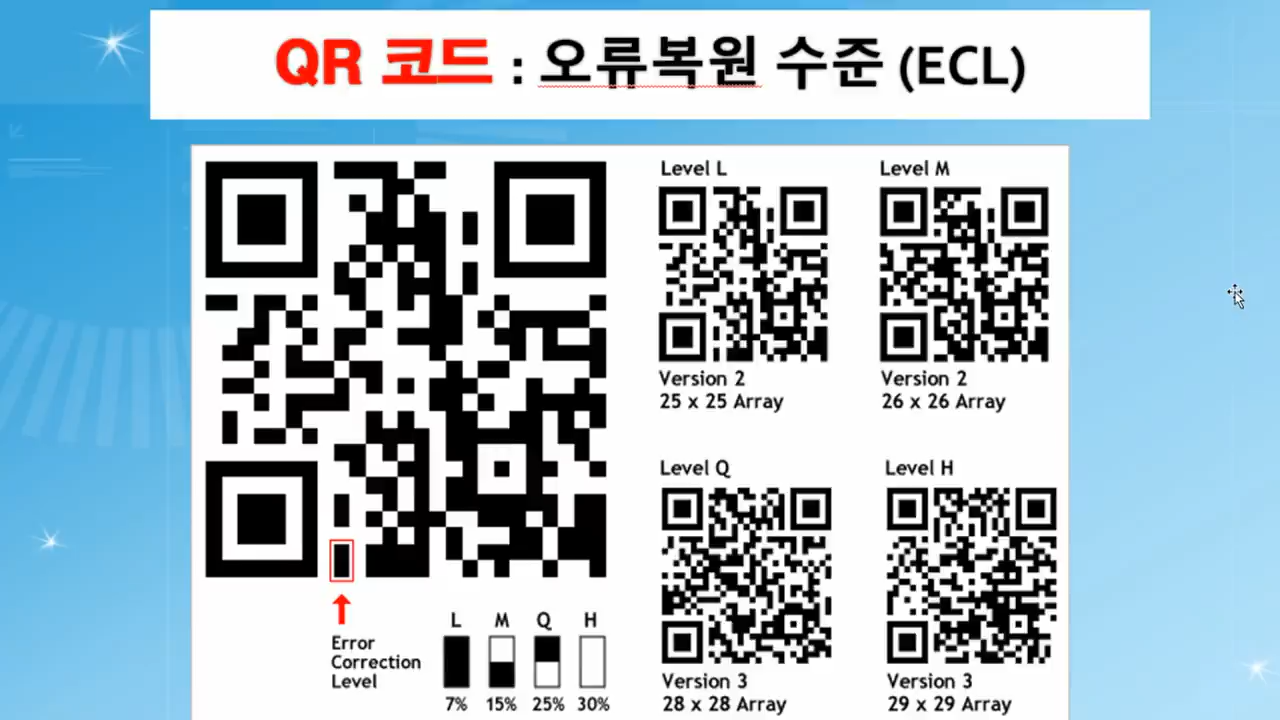 QR 코드 : 오류복원 수준 (ECL)
Level L
Level M
Version 2
25 x 25 Array
Version 2
26 x 26 Array
Level Q
Level H
Version 3
28 x 28 Array
Version 3
29 x 29 Array
Error
Correction
Level
L M Q H
7% 15% 25% 30%